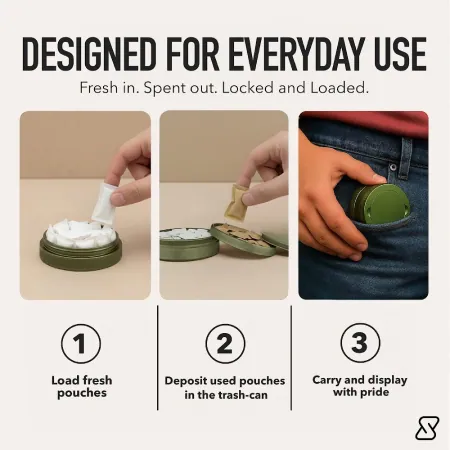 DESIGNED FOR EVERYDAY USE
Fresh in. Spent out. Locked and Loaded.
1
Load fresh
pouches
2
Deposit used pouches
in the trash-can
3
Carry and display
with pride